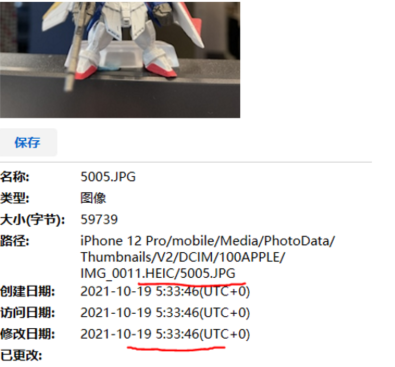 保存
名称: 5005.JPG
类型: 图像
大小(字节): 59739
路径: iPhone 12 Pro/mobile/Media/PhotoData/
Thumbnails/V2/DCIM/100APPLE/
IMG_0011.HEIC/5005.JPG
创建日期: 2021-10-19 5:33:46(UTC+0)
访问日期: 2021-10-19 5:33:46(UTC+0)
修改日期: 2021-10-19 5:33:46(UTC+0)
已更改: